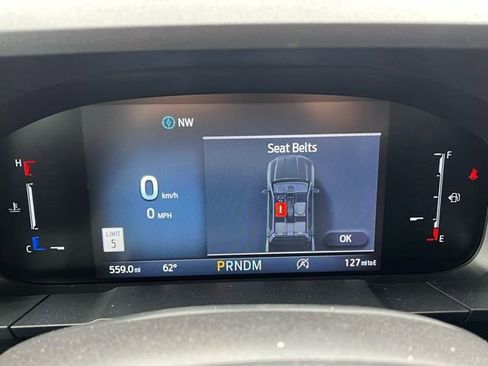 NW
Seat Belts
H
F
0 km/h
0 MPH
LIMIT
5
OK
C
E
559.0 mi 62° PRNDM 127 mi to E